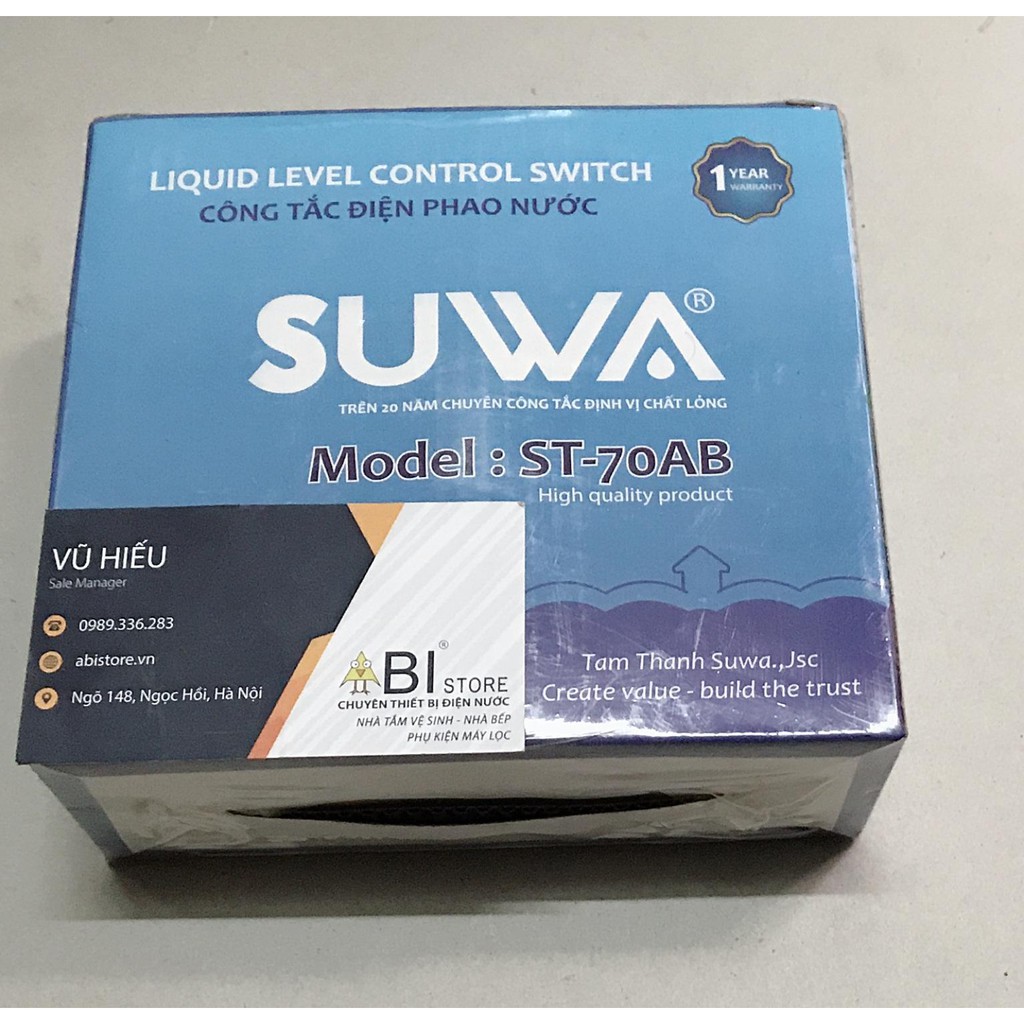 LIQUID LEVEL CONTROL SWITCH
CÔNG TẮC ĐIỆN PHAO NƯỚC
1 YEAR
WARRANTY
SUWA®
TRÊN 20 NĂM CHUYÊN CÔNG TẮC ĐỊNH VỊ CHẤT LỎNG
Model : ST-70AB
High quality product
Tam Thanh Suwa.,Jsc
Create value - build the trust
VŨ HIẾU
Sale Manager
0989.336.283
abistore.vn
Ngõ 148, Ngọc Hồi, Hà Nội
ABI® STORE
CHUYÊN THIẾT BỊ ĐIỆN NƯỚC
NHÀ TẮM VỆ SINH - NHÀ BẾP
PHỤ KIỆN MÁY LỌC